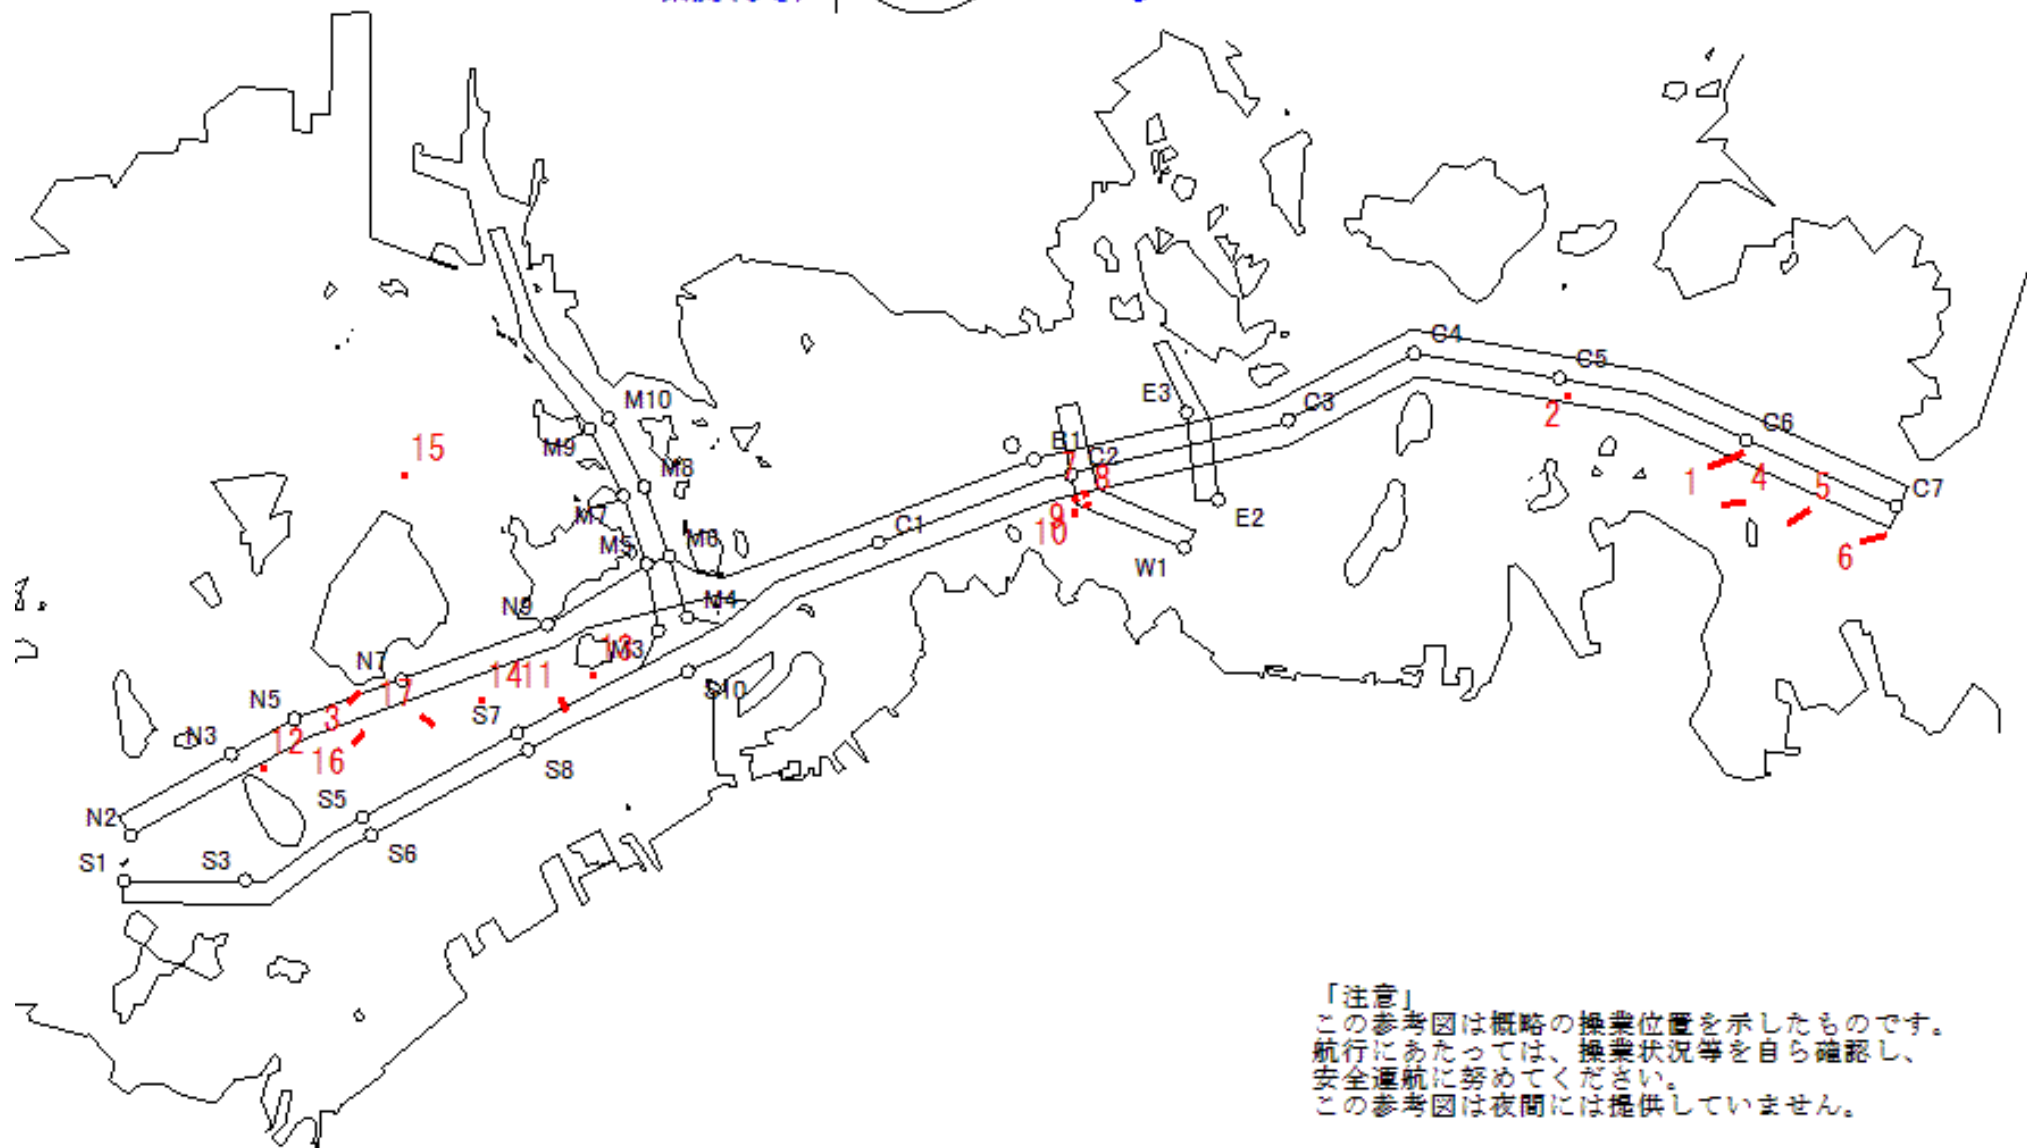 C4
C5
E3
M10
C3
2
C6
B1
M9
15
7
C2
M8
8
1
4
5
C7
M7
9
E2
10
C1
M5
M6
6
W1
N9
M4
13
M3
N7
14
11
17
S10
N5
3
S7
N3
12
16
S8
S5
N2
S6
S1
S3
「注意」
この参考図は概略の操業位置を示したものです。
航行にあたっては、操業状況等を自ら確認し、
安全運航に努めてください。
この参考図は夜間には提供していません。